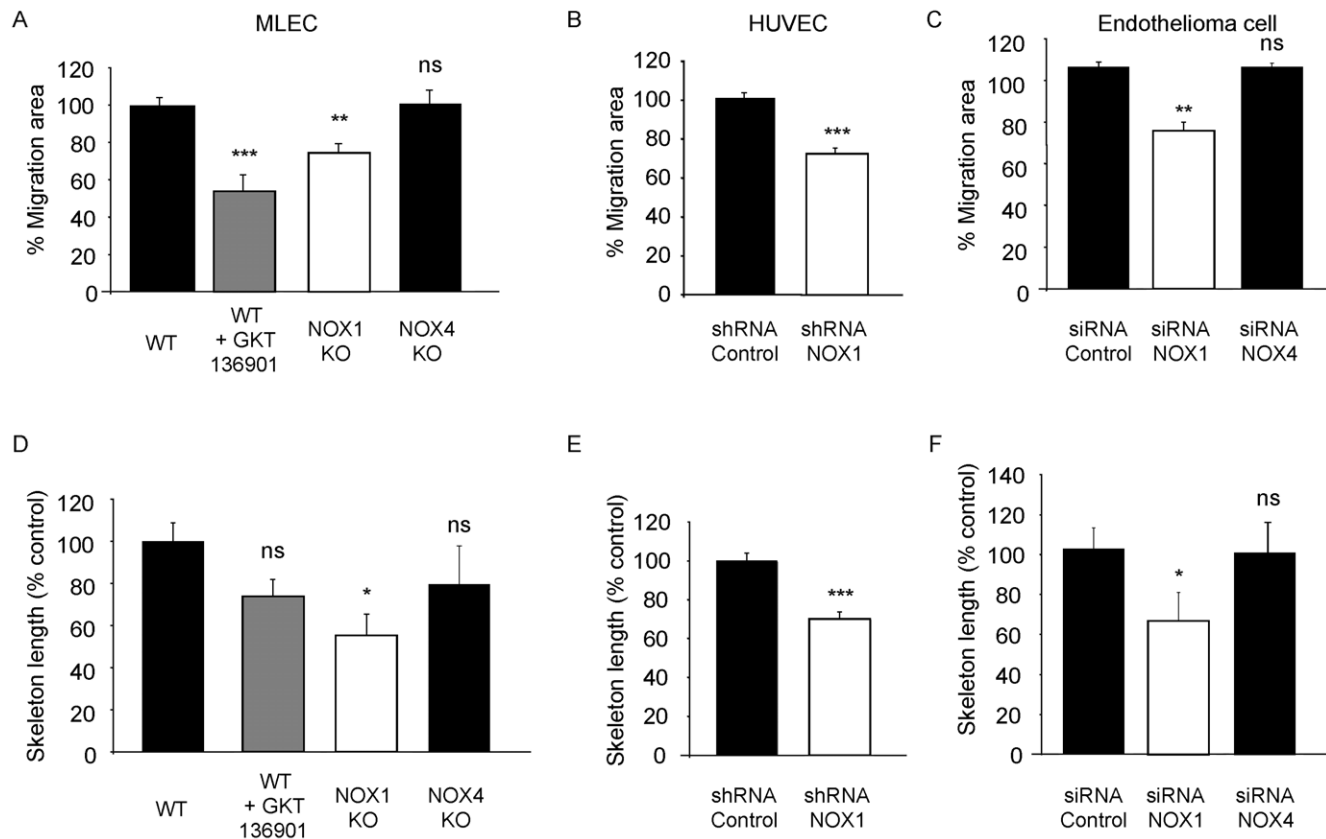 A
MLEC
% Migration area
120
100
80
60
40
20
0
***
**
ns
WT
WT
+ GKT
136901
NOX1
KO
NOX4
KO
B
HUVEC
% Migration area
120
100
80
60
40
20
0
***
shRNA
Control
shRNA
NOX1
C
Endothelioma cell
% Migration area
120
100
80
60
40
20
0
**
ns
siRNA
Control
siRNA
NOX1
siRNA
NOX4
D
Skeleton length (% control)
120
100
80
60
40
20
0
ns
*
ns
WT
WT
+ GKT
136901
NOX1
KO
NOX4
KO
E
Skeleton length (% control)
120
100
80
60
40
20
0
***
shRNA
Control
shRNA
NOX1
F
Skeleton length (% control)
140
120
100
80
60
40
20
0
*
ns
siRNA
Control
siRNA
NOX1
siRNA
NOX4